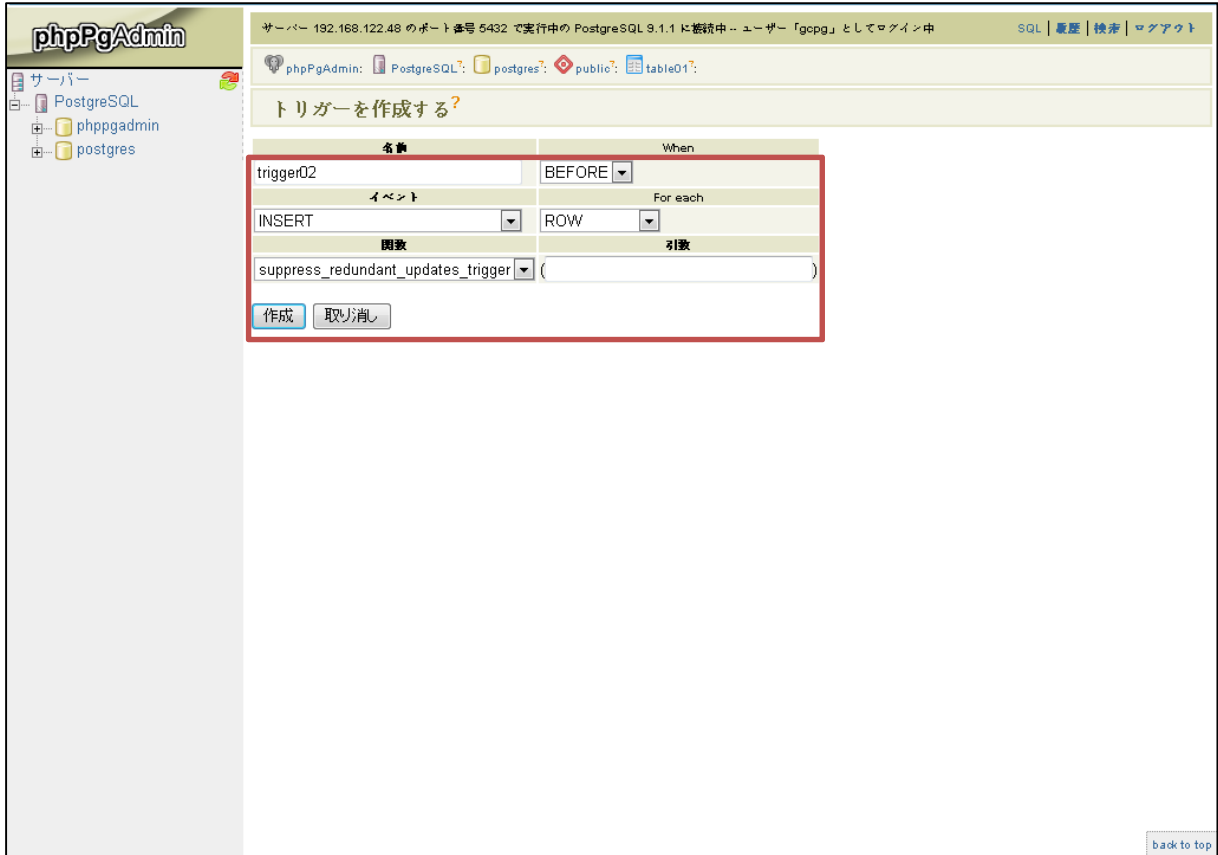 phpPgAdmin
サーバー 192.168.122.48 のポート番号 5432 で実行中の PostgreSQL 9.1.1 に接続中 -- ユーザー「gcpg」としてログイン中
SQL | 履歴 | 検索 | ログアウト
phpPgAdmin: PostgreSQL?: postgres?: public?: table01?:
サーバー
PostgreSQL
phppgadmin
postgres
トリガーを作成する?
名前 When
trigger02 BEFORE
イベント For each
INSERT ROW
関数 引数
suppress_redundant_updates_trigger ( )
作成 取り消し
back to top